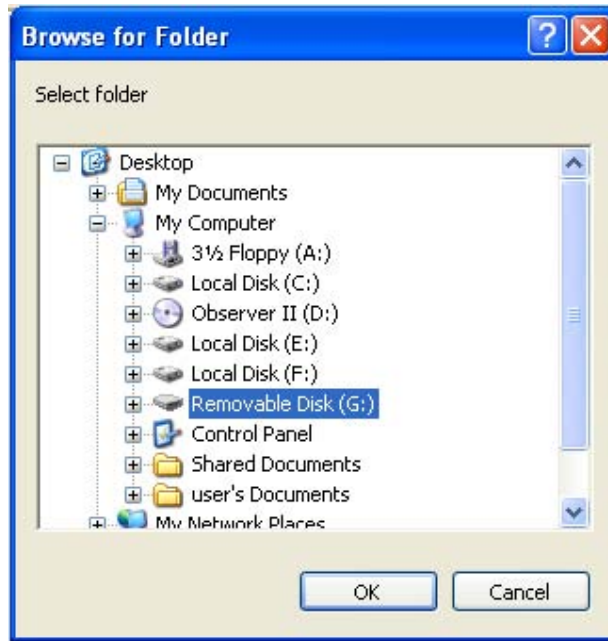 Browse for Folder
Select folder
Desktop
My Documents
My Computer
3½ Floppy (A:)
Local Disk (C:)
Observer II (D:)
Local Disk (E:)
Local Disk (F:)
Removable Disk (G:)
Control Panel
Shared Documents
user's Documents
My Network Places
OK
Cancel